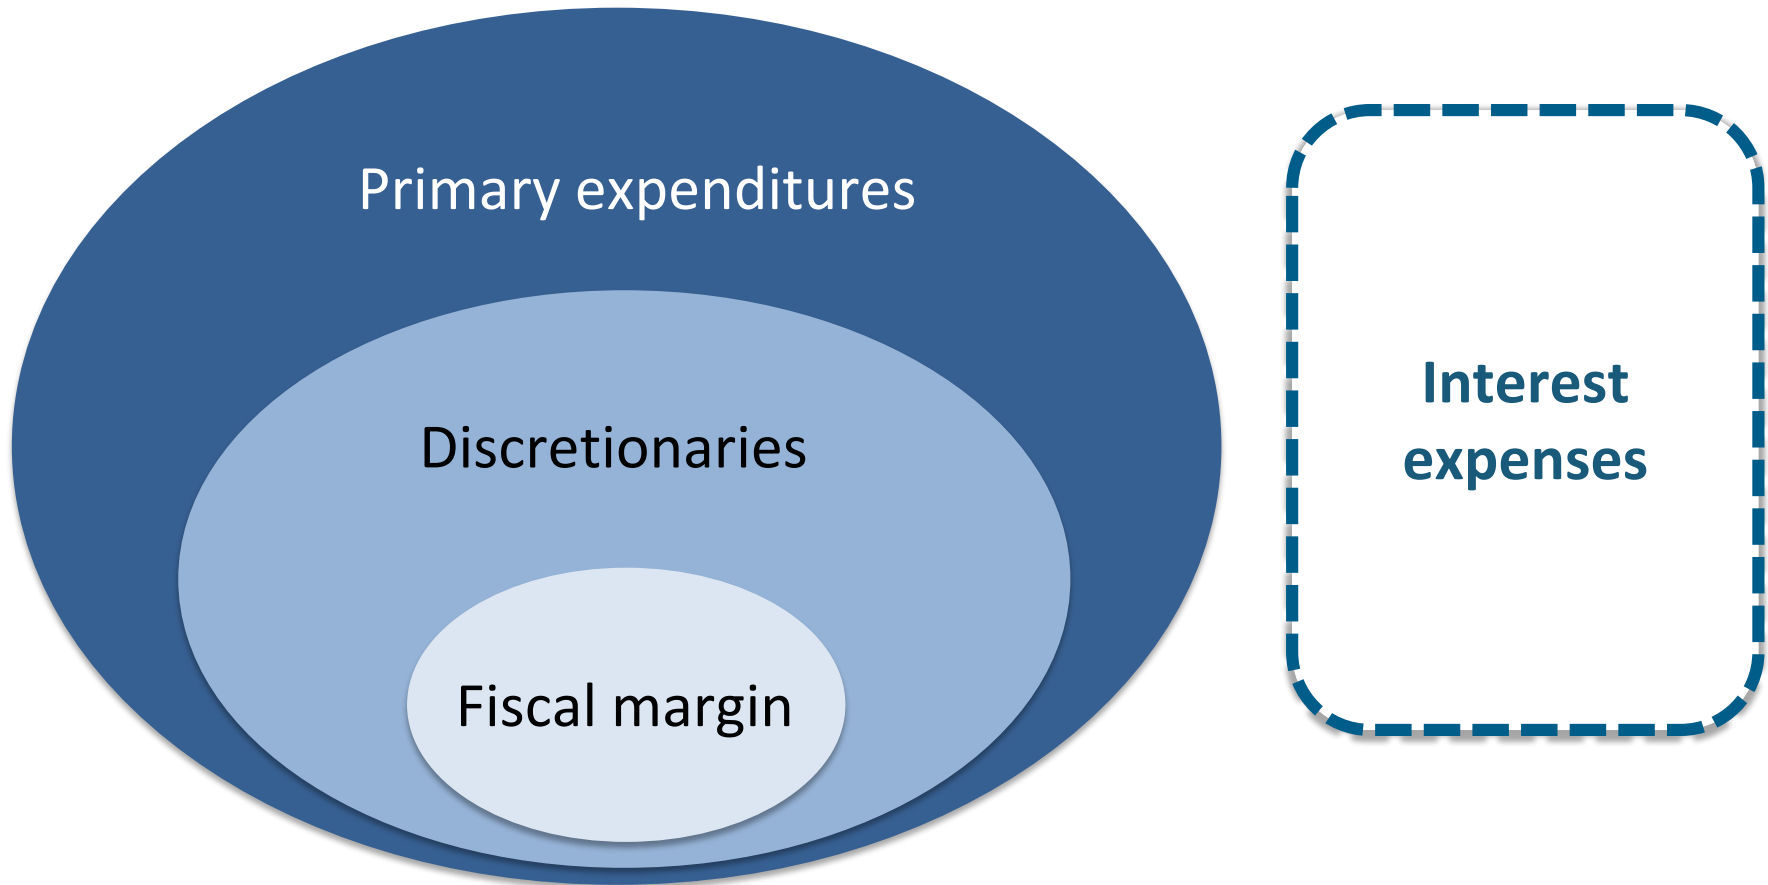 Primary expenditures
Discretionaries
Fiscal margin
Interest
expenses